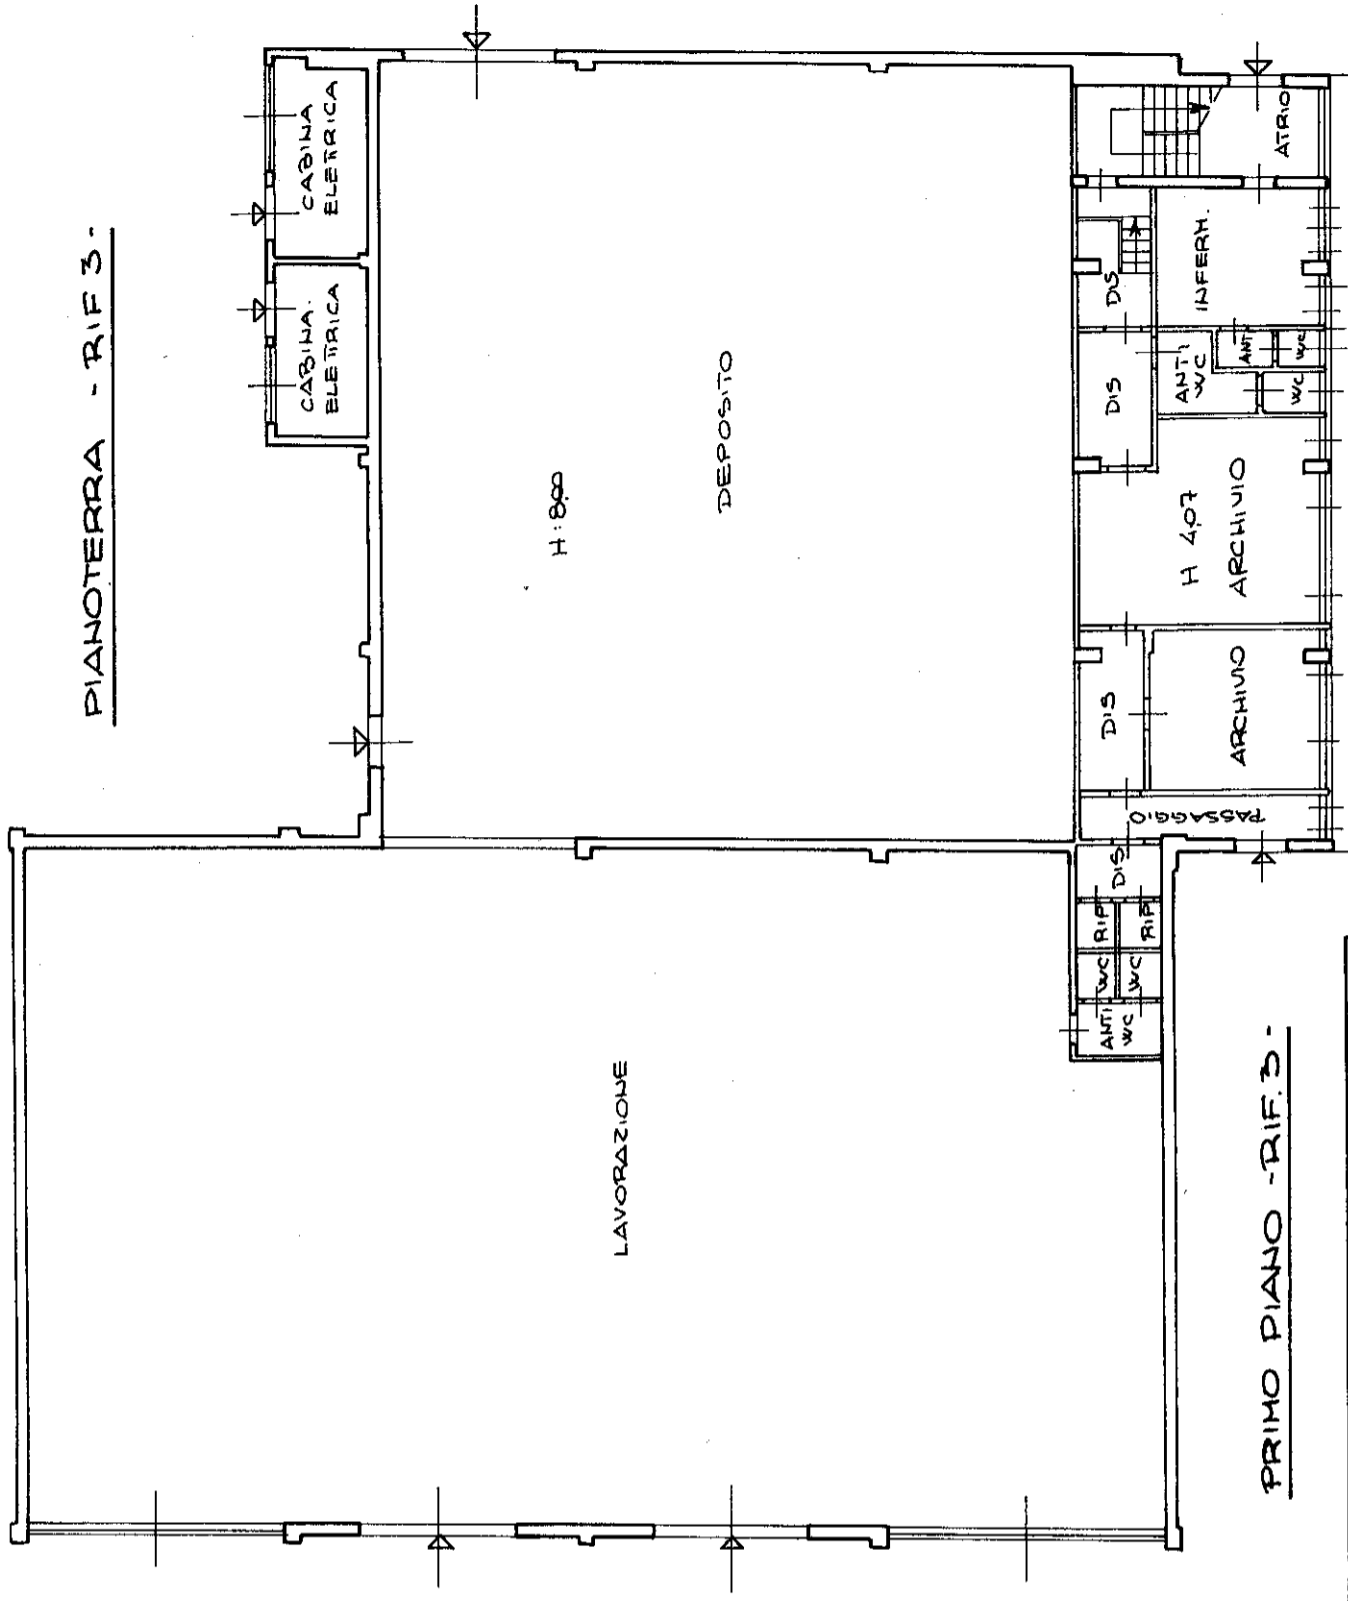 PIANOTERRA - RIF 3.-
CABINA
ELETTRICA
CABINA.
ELETTRICA
H:8,00
DEPOSITO
ATRIO
DIS
INFERM.
DIS
ANTI
WC
ANTI
WC
WC
H 4,07
ARCHIVIO
DIS
ARCHIVIO
PASSAGGIO
DIS
RIP
RIP
WC
WC
ANTI
WC
LAVORAZIONE
PRIMO PIANO -RIF.3-